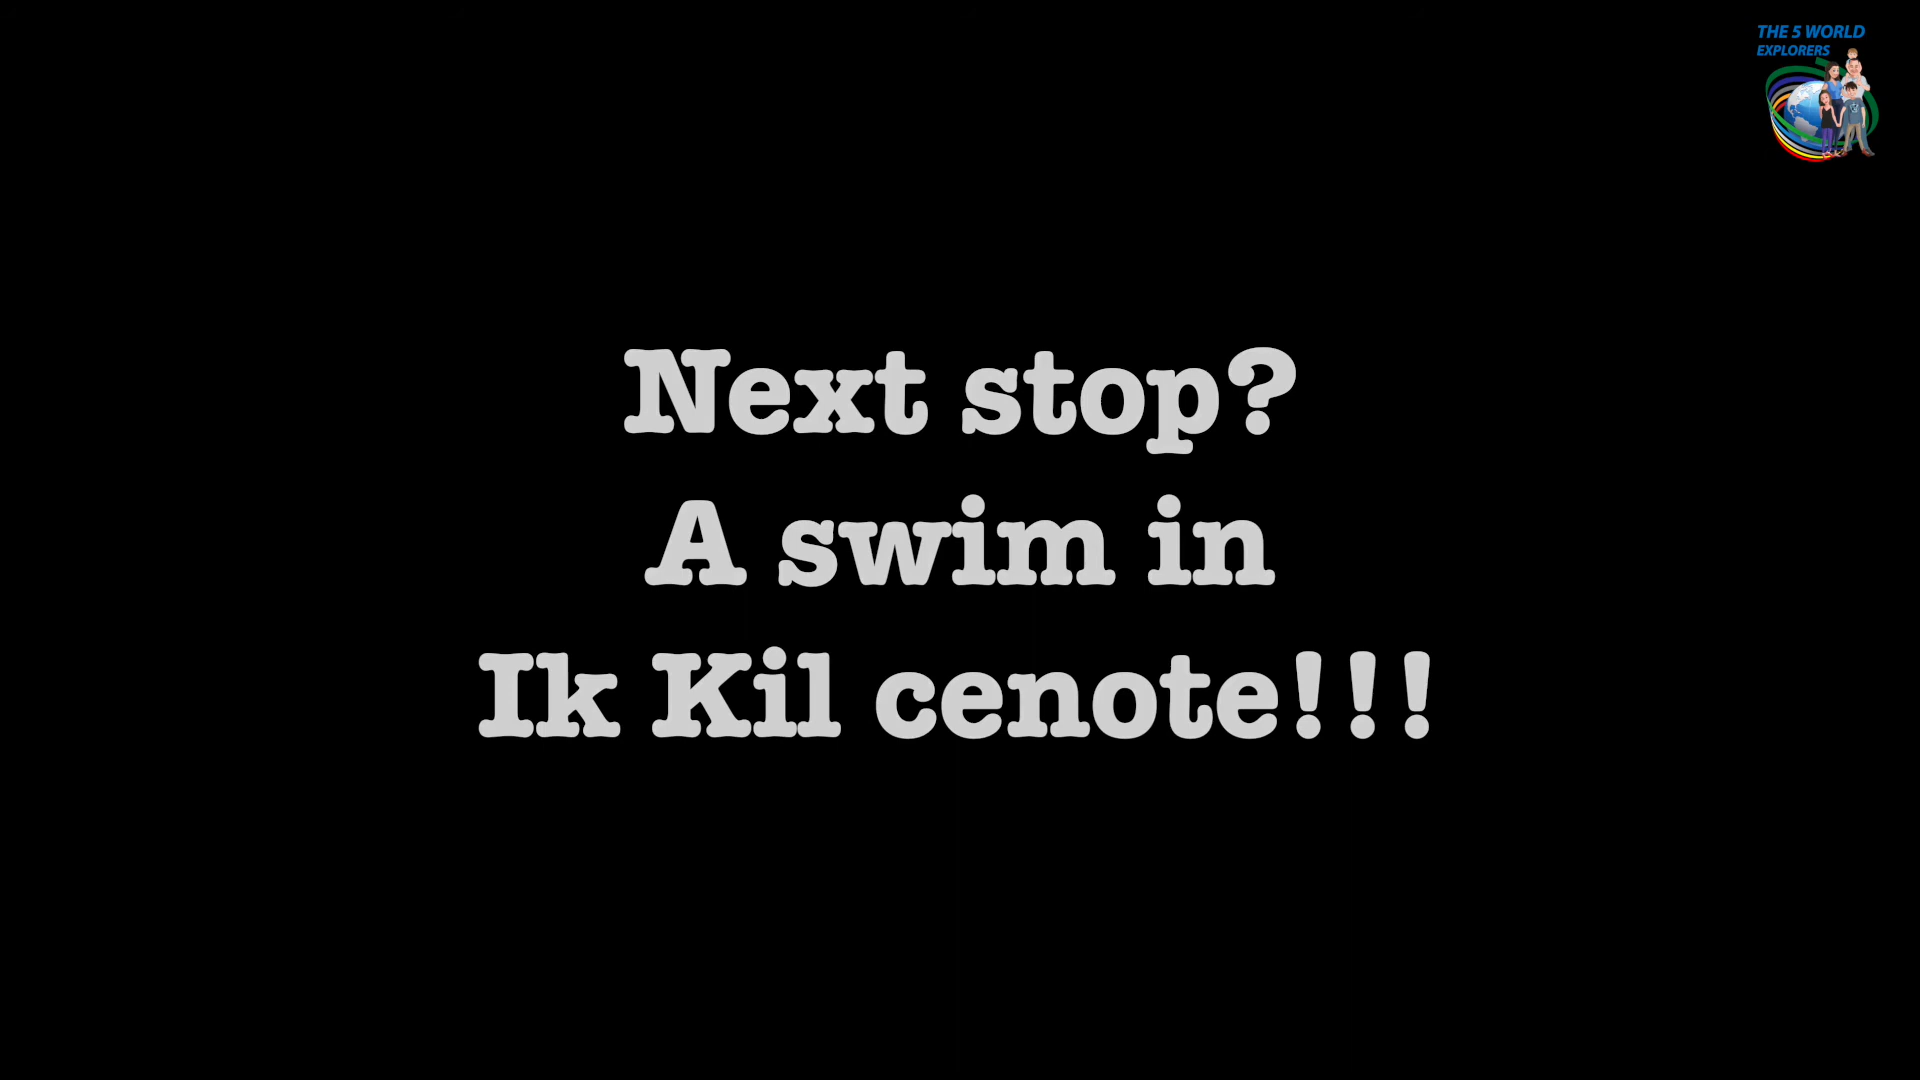 THE 5 WORLD
EXPLORERS
Next stop?
A swim in
Ik Kil cenote!!!